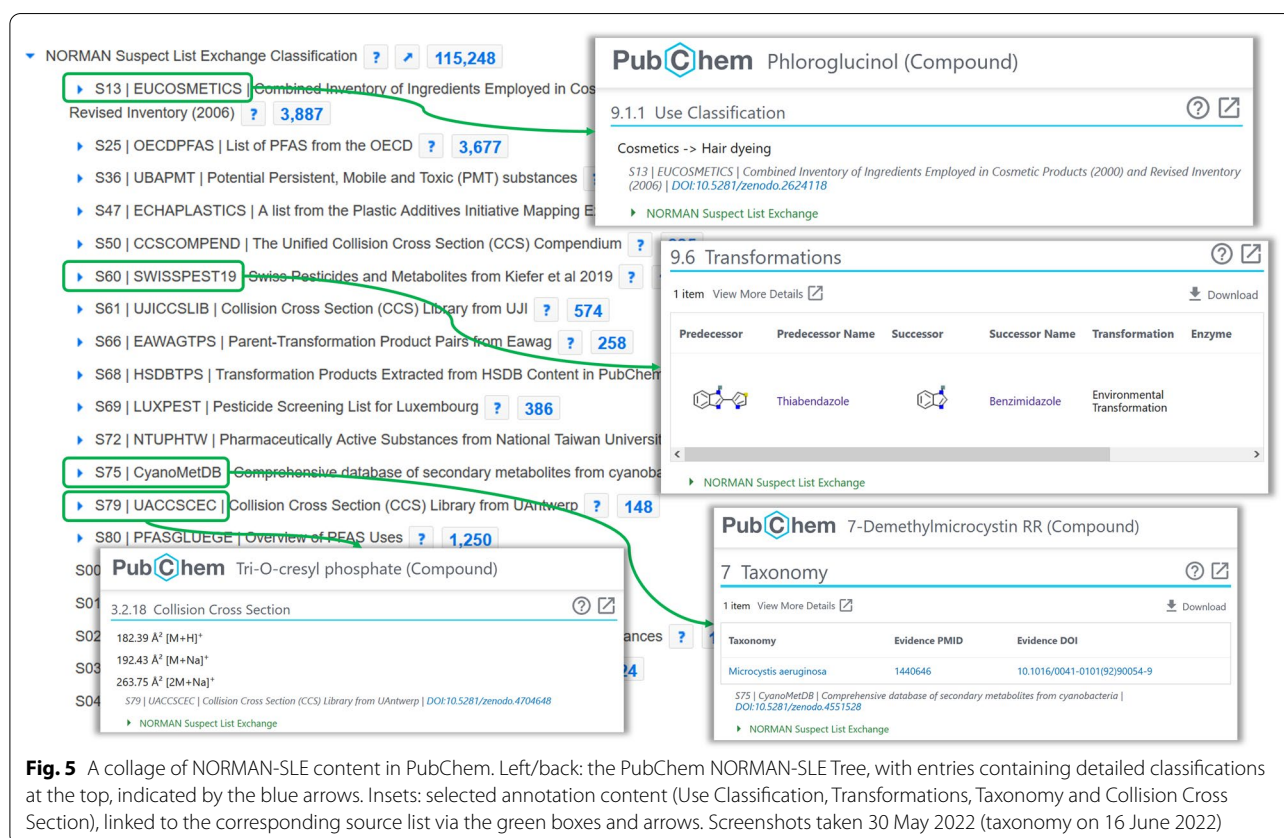 NORMAN Suspect List Exchange Classification ? 115,248
S13 | EUCOSMETICS | Combined Inventory of Ingredients Employed in Cos
Revised Inventory (2006) ? 3,887
S25 | OECDPFAS | List of PFAS from the OECD ? 3,677
S36 | UBAPMT | Potential Persistent, Mobile and Toxic (PMT) substances
S47 | ECHAPLASTICS | A list from the Plastic Additives Initiative Mapping E
S50 | CCSCOMPEND | The Unified Collision Cross Section (CCS) Compendium ?
S60 | SWISSPEST19 | Swiss Pesticides and Metabolites from Kiefer et al 2019 ?
S61 | UJICCSLIB | Collision Cross Section (CCS) Library from UJI ? 574
S66 | EAWAGTPS | Parent-Transformation Product Pairs from Eawag ? 258
S68 | HSDBTPS | Transformation Products Extracted from HSDB Content in PubChem
S69 | LUXPEST | Pesticide Screening List for Luxembourg ? 386
S72 | NTUPHTW | Pharmaceutically Active Substances from National Taiwan Universit
S75 | CyanoMetDB | Comprehensive database of secondary metabolites from cyanoba
S79 | UACCSCEC | Collision Cross Section (CCS) Library from UAntwerp ? 148
S80 | PFASGLUEGE | Overview of PFAS Uses ? 1,250
S00
S01
S02 ances ? 1
S03 24
S04
PubChem Phloroglucinol (Compound)
9.1.1 Use Classification ?
Cosmetics -> Hair dyeing
S13 | EUCOSMETICS | Combined Inventory of Ingredients Employed in Cosmetic Products (2000) and Revised Inventory
(2006) | DOI:10.5281/zenodo.2624118
NORMAN Suspect List Exchange
9.6 Transformations ?
1 item View More Details Download
Predecessor Predecessor Name Successor Successor Name Transformation Enzyme
Thiabendazole Benzimidazole Environmental
Transformation
NORMAN Suspect List Exchange
PubChem 7-Demethylmicrocystin RR (Compound)
7 Taxonomy ?
1 item View More Details Download
Taxonomy Evidence PMID Evidence DOI
Microcystis aeruginosa 1440646 10.1016/0041-0101(92)90054-9
S75 | CyanoMetDB | Comprehensive database of secondary metabolites from cyanobacteria |
DOI:10.5281/zenodo.4551528
NORMAN Suspect List Exchange
PubChem Tri-O-cresyl phosphate (Compound)
3.2.18 Collision Cross Section ?
182.39 Å² [M+H]⁺
192.43 Å² [M+Na]⁺
263.75 Å² [2M+Na]⁺
S79 | UACCSCEC | Collision Cross Section (CCS) Library from UAntwerp | DOI:10.5281/zenodo.4704648
NORMAN Suspect List Exchange
Fig. 5 A collage of NORMAN-SLE content in PubChem. Left/back: the PubChem NORMAN-SLE Tree, with entries containing detailed classifications
at the top, indicated by the blue arrows. Insets: selected annotation content (Use Classification, Transformations, Taxonomy and Collision Cross
Section), linked to the corresponding source list via the green boxes and arrows. Screenshots taken 30 May 2022 (taxonomy on 16 June 2022)